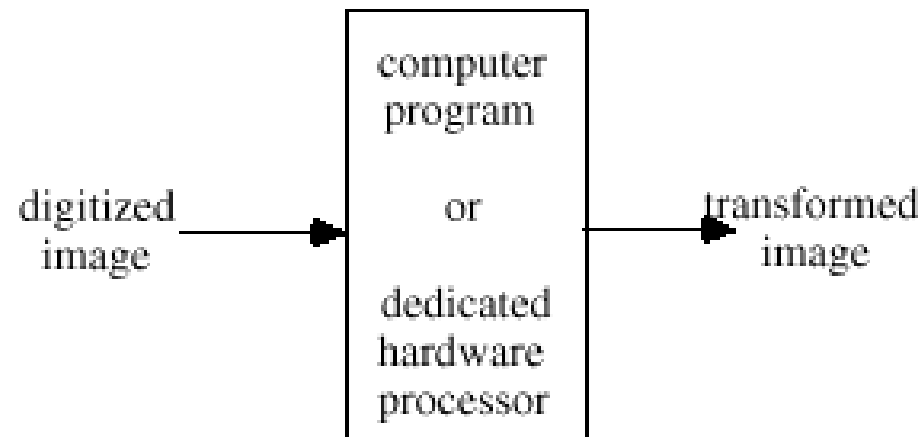 digitized
image
computer
program
or
dedicated
hardware
processor
transformed
image